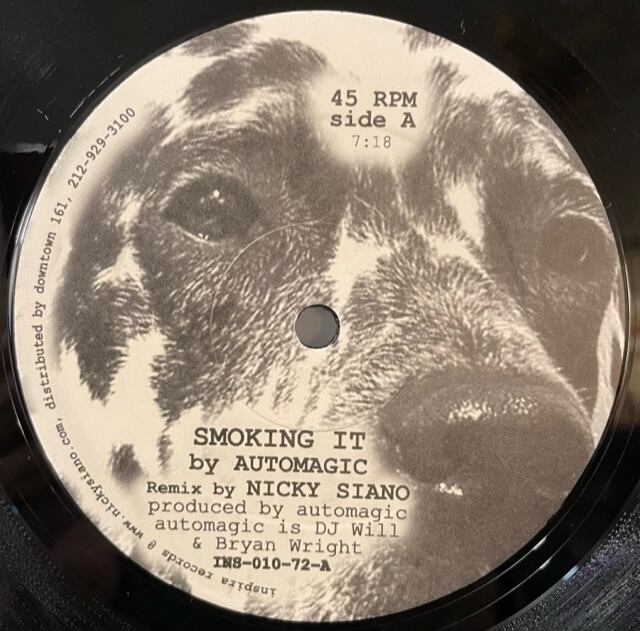 45 RPM
side A
7:18
SMOKING IT
by AUTOMAGIC
Remix by NICKY SIANO
produced by automagic
automagic is DJ Will
& Bryan Wright
INS-010-72-A
inspira records @ www.nickysiano.com, distributed by downtown 161, 212-929-3100